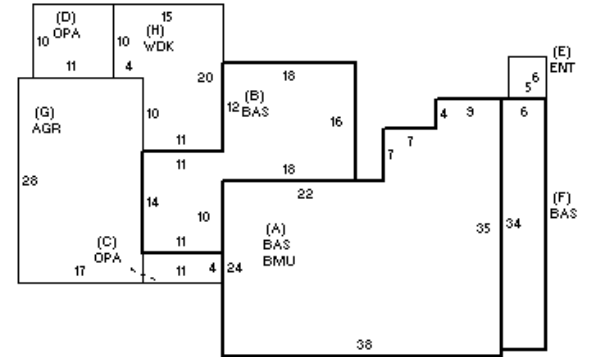 15
(D)
OPA
10
11
10
(H)
WDK
4
20
(G)
AGR
10
11
18
12
(B)
BAS
16
18
(E)
ENT
6
5
4
9
7
7
6
28
11
14
10
11
22
(A)
BAS
BMU
35
34
(F)
BAS
(C)
OPA
17
11
4
24
38